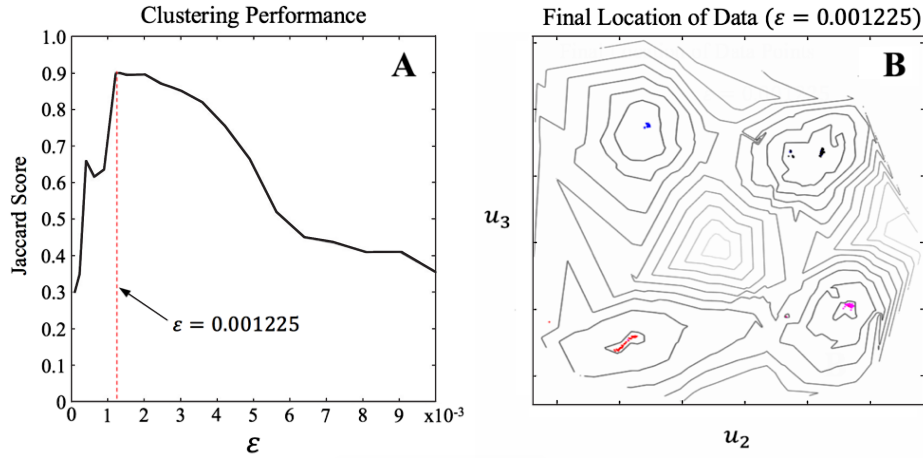 Clustering Performance
A
Jaccard Score
1.0
0.9
0.8
0.7
0.6
0.5
0.4
0.3
0.2
0.1
0
ε = 0.001225
0 1 2 3 4 5 6 7 8 9 x10⁻³
ε
Final Location of Data (ε = 0.001225)
B
u₃
u₂